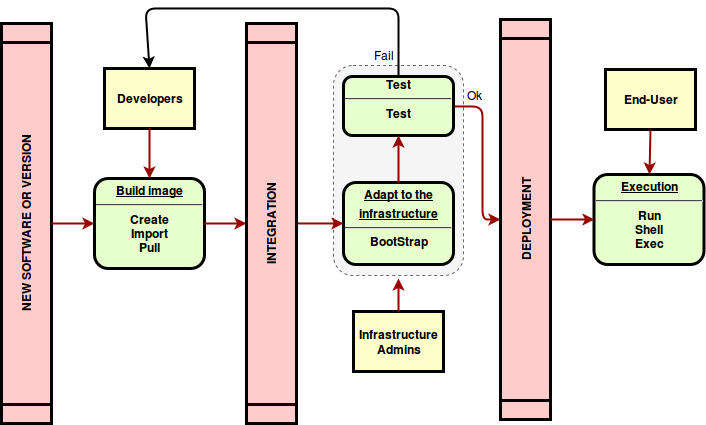 NEW SOFTWARE OR VERSION
Developers
Build image
Create
Import
Pull
INTEGRATION
Fail
Test
Test
Ok
Adapt to the
infrastructure
BootStrap
Infrastructure
Admins
DEPLOYMENT
End-User
Execution
Run
Shell
Exec